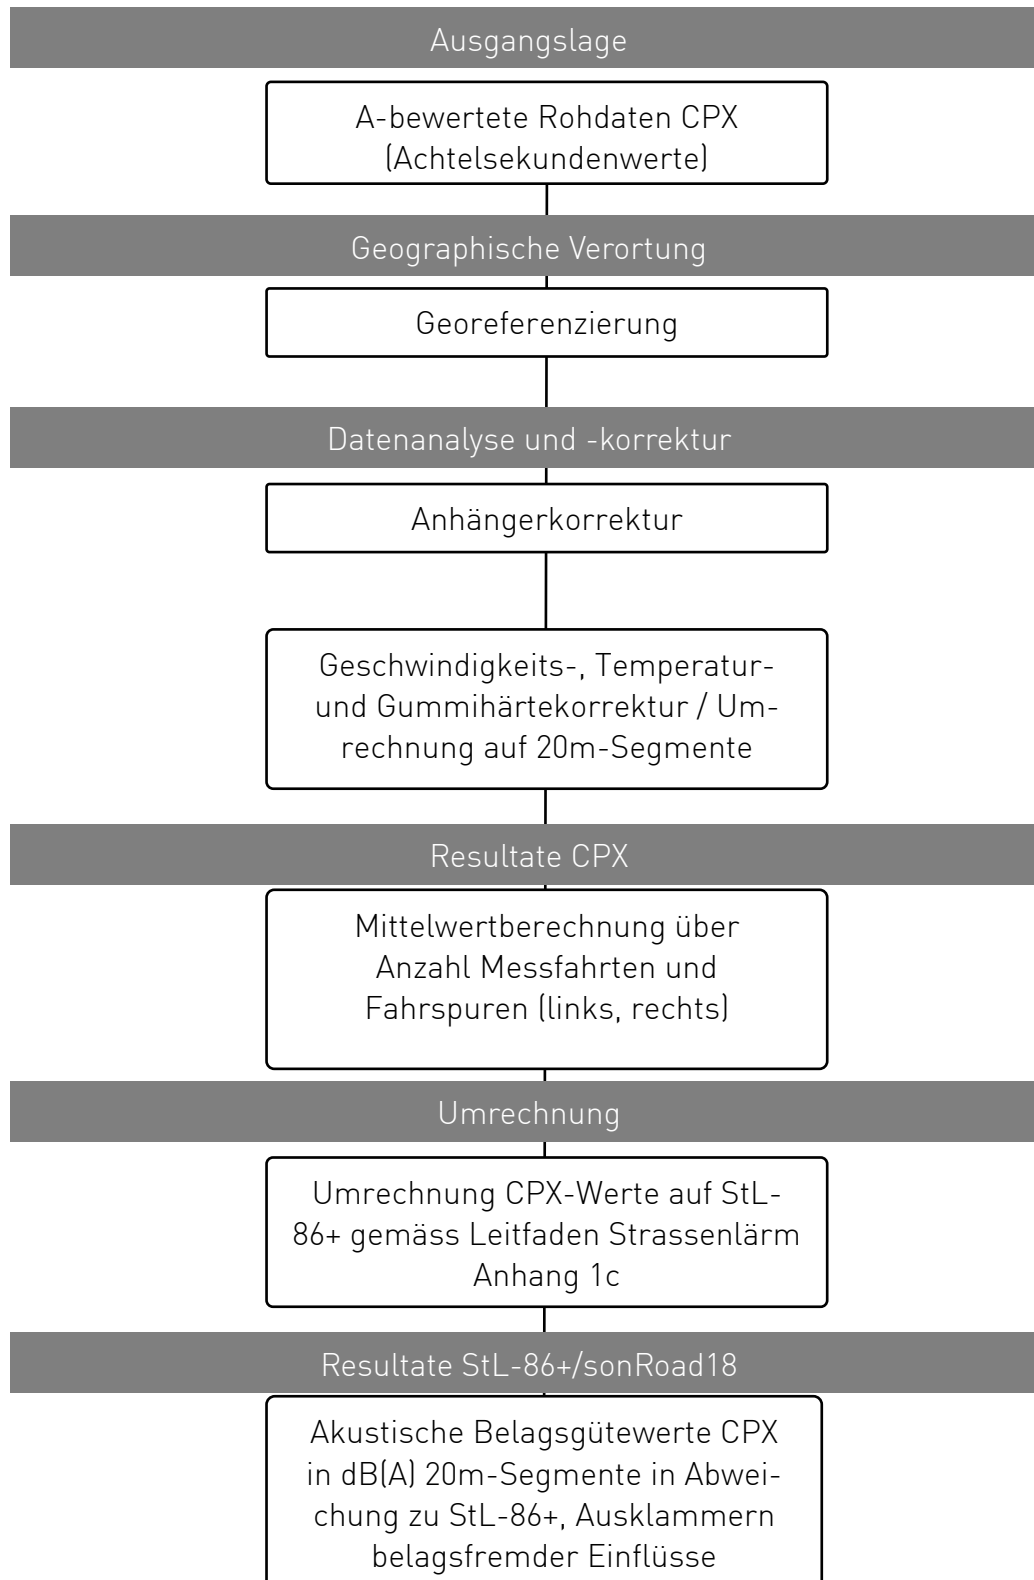 Ausgangslage
A-bewertete Rohdaten CPX
(Achtelsekundenwerte)
Geographische Verortung
Georeferenzierung
Datenanalyse und -korrektur
Anhängerkorrektur
Geschwindigkeits-, Temperatur-
und Gummihärtekorrektur / Um-
rechnung auf 20m-Segmente
Resultate CPX
Mittelwertberechnung über
Anzahl Messfahrten und
Fahrspuren (links, rechts)
Umrechnung
Umrechnung CPX-Werte auf StL-
86+ gemäss Leitfaden Strassenlärm
Anhang 1c
Resultate StL-86+/sonRoad18
Akustische Belagsgütewerte CPX
in dB(A) 20m-Segmente in Abwei-
chung zu StL-86+, Ausklammern
belagsfremder Einflüsse